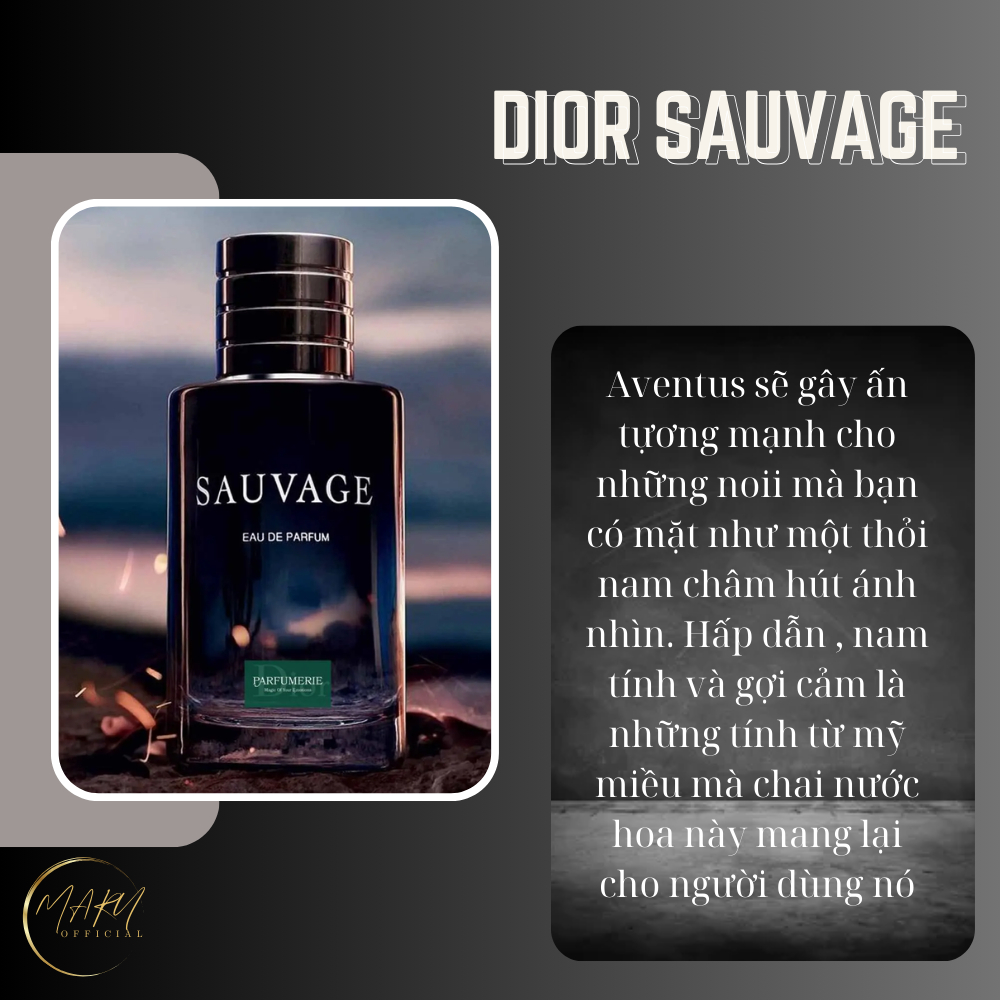 DIOR SAUVAGE
SAUVAGE
EAU DE PARFUM
PARFUMERIE
Dior
Aventus sẽ gây ấn
tượng mạnh cho
những noii mà bạn
có mặt như một thỏi
nam châm hút ánh
nhìn. Hấp dẫn , nam
tính và gợi cảm là
những tính từ mỹ
miều mà chai nước
hoa này mang lại
cho người dùng nó
MAKU
OFFICIAL